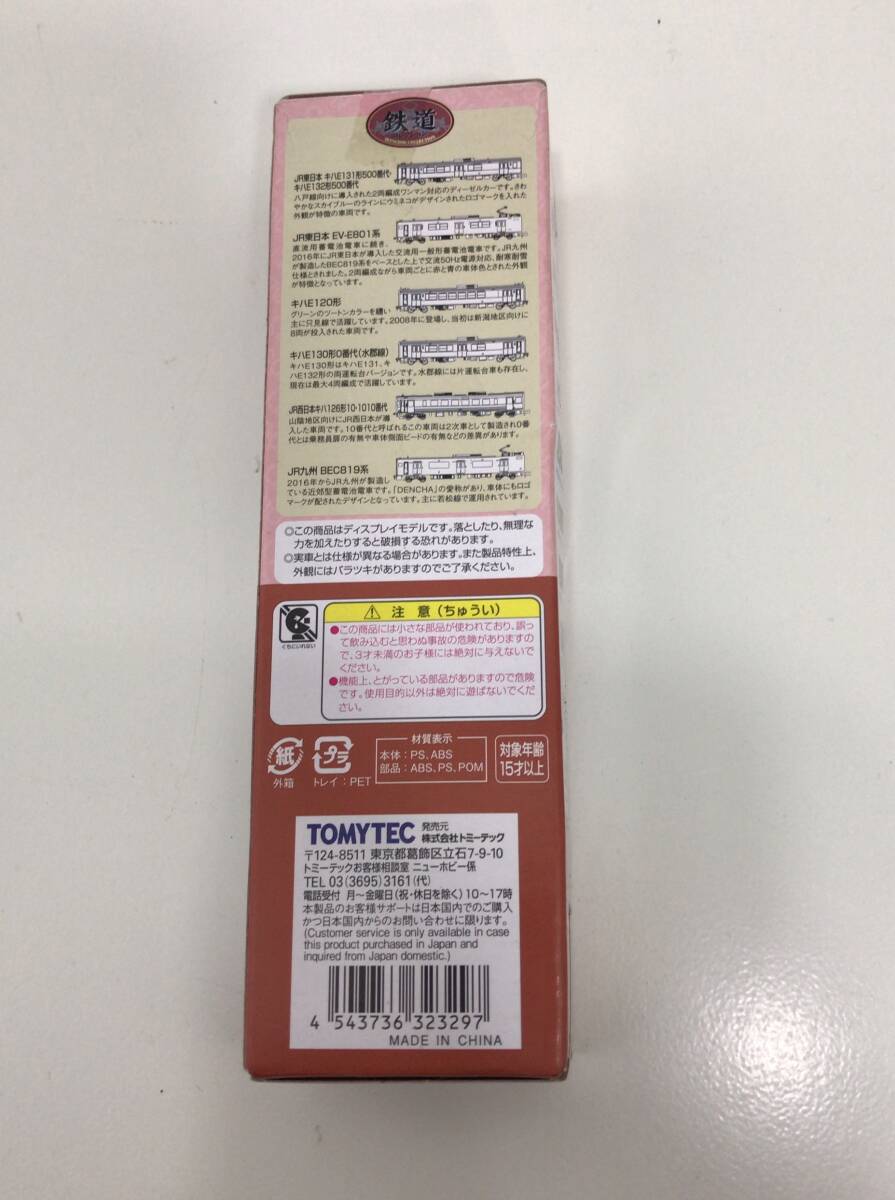 鉄道
JR東日本 キハE131形500番代・
キハE132形500番代
八戸線向けに導入された2両編成ワンマン対応のディーゼルカーです。さわ
やかなスカイブルーのラインにウミネコがデザインされたロゴマークを入れた
外観が特徴の車両です。
JR東日本 EV-E801系
直流用蓄電池電車に続き、
2016年にJR東日本が導入した交流用一般形蓄電池電車です。JR九州
が製造したBEC819系をベースとした上で交流50Hz電源対応、耐寒耐雪
仕様とされました。2両編成ながら車両ごとに赤と青の車体色とされた外観
が特徴となっています。
キハE120形
グリーンのツートンカラーを纏い
主に只見線で活躍しています。2008年に登場し、当初は新潟地区向けに
8両が投入された車両です。
キハE130形0番代(水郡線)
キハE130形はキハE131、キ
ハE132形の両運転台バージョンです。水郡線には片運転台車も存在し、
現在は最大4両編成で活躍しています。
JR西日本キハ126形10・1010番代
山陰地区向けにJR西日本が導
入した車両です。10番代と呼ばれるこの車両は2次車として製造され0番
代とは乗務員扉の有無や車体側面ビードの有無などの差異があります。
JR九州 BEC819系
2016年からJR九州が製造し
ている近郊型蓄電池電車です。「DENCHA」の愛称があり、車体にもロゴ
マークが配されたデザインとなっています。主に若松線で運用されています。
◎この商品はディスプレイモデルです。落としたり、無理な
力を加えたりすると破損する恐れがあります。
◎実車とは仕様が異なる場合があります。また製品特性上、
外観にはバラツキがありますのでご了承ください。
くちにいれない
⚠ 注意(ちゅうい)
●この商品には小さな部品が使われており、誤っ
て飲み込むと思わぬ事故の危険がありますの
で、3才未満のお子様には絶対に与えないで
ください。
●機能上、とがっている部品がありますので危険
です。使用目的以外は絶対に遊ばないでくだ
さい。
紙
外箱
プラ
トレイ:PET
材質表示
本体:PS、ABS
部品:ABS、PS、POM
対象年齢
15才以上
TOMYTEC 発売元
株式会社トミーテック
〒124-8511 東京都葛飾区立石7-9-10
トミーテックお客様相談室 ニューホビー係
TEL 03(3695)3161(代)
電話受付 月〜金曜日(祝・休日を除く)10〜17時
本製品のお客様サポートは日本国内でのご購入
かつ日本国内からのお問い合わせに限ります。
(Customer service is only available in case
this product purchased in Japan and
inquired from Japan domestic.)
4 543736 323297
MADE IN CHINA